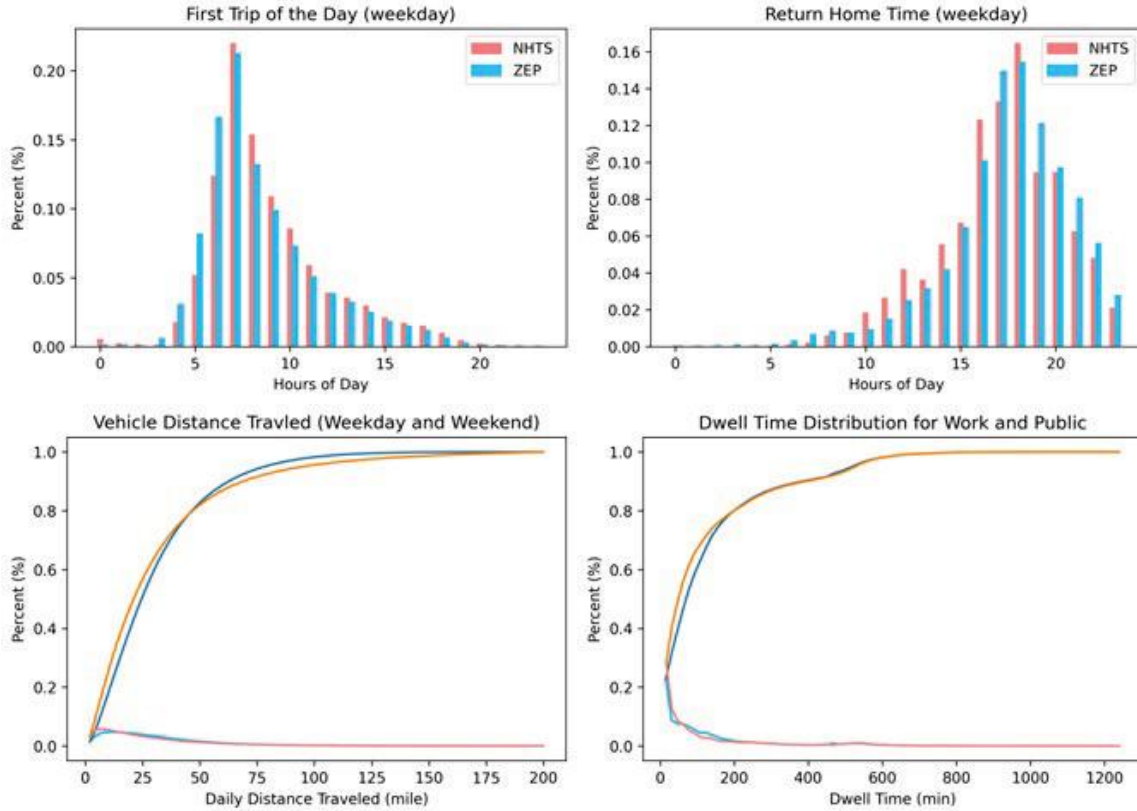 First Trip of the Day (weekday)
NHTS
ZEP
Percent (%)
0.20
0.15
0.10
0.05
0.00
0 5 10 15 20
Hours of Day
Return Home Time (weekday)
NHTS
ZEP
Percent (%)
0.16
0.14
0.12
0.10
0.08
0.06
0.04
0.02
0.00
0 5 10 15 20
Hours of Day
Vehicle Distance Travled (Weekday and Weekend)
Percent (%)
1.0
0.8
0.6
0.4
0.2
0.0
0 25 50 75 100 125 150 175 200
Daily Distance Traveled (mile)
Dwell Time Distribution for Work and Public
Percent (%)
1.0
0.8
0.6
0.4
0.2
0.0
0 200 400 600 800 1000 1200
Dwell Time (min)